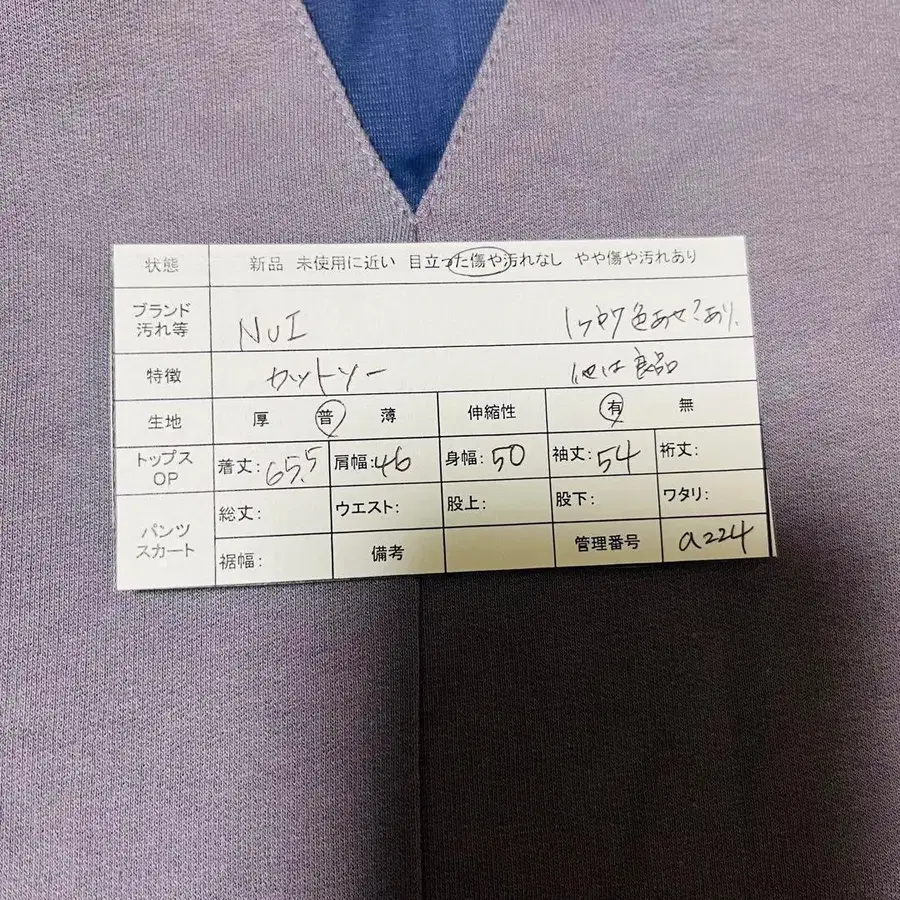 状態 新品 未使用に近い 目立った傷や汚れなし やや傷や汚れあり
ブランド 汚れ等 NUI 1ヶ所色あせ?あり.
特徴 カットソー 他は良品
生地 厚 普 薄 伸縮性 有 無
トップス OP 着丈:65.5 肩幅:46 身幅:50 袖丈:54 裄丈:
パンツ スカート 総丈: ウエスト: 股上: 股下: ワタリ:
裾幅: 備考 管理番号 a224